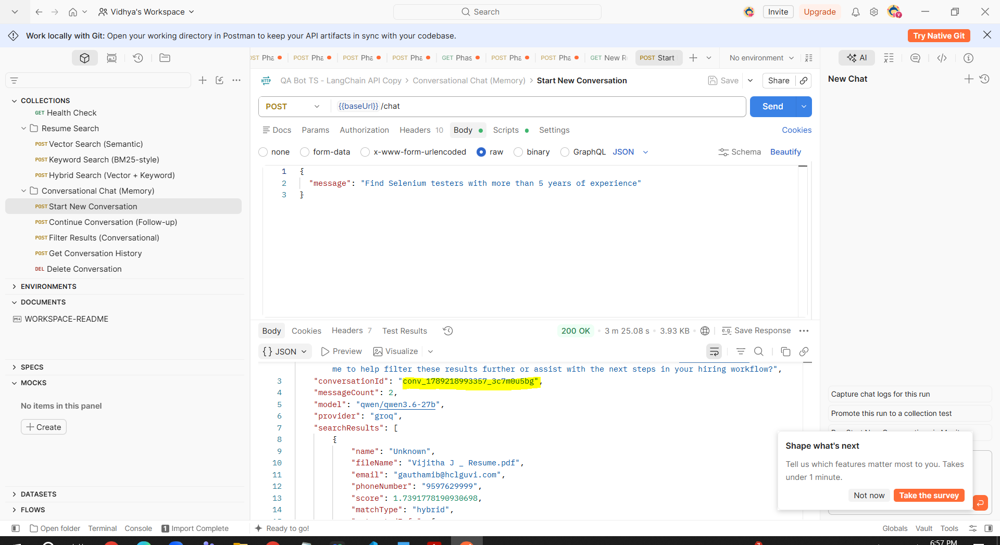 Vidhya's Workspace
Search
Invite
Upgrade
Work locally with Git: Open your working directory in Postman to keep your API artifacts in sync with your codebase.
Try Native Git
POST Pha
POST Pha
POST Pha
GET Phas
POST Pha
POST Pha
GET New R
POST Start
No environment
AI
QA Bot TS - LangChain API Copy > Conversational Chat (Memory) > Start New Conversation
Save
Share
New Chat
COLLECTIONS
GET Health Check
Resume Search
POST Vector Search (Semantic)
POST Keyword Search (BM25-style)
POST Hybrid Search (Vector + Keyword)
Conversational Chat (Memory)
POST Start New Conversation
POST Continue Conversation (Follow-up)
POST Filter Results (Conversational)
POST Get Conversation History
DEL Delete Conversation
ENVIRONMENTS
DOCUMENTS
WORKSPACE-README
SPECS
MOCKS
No items in this panel
Create
DATASETS
FLOWS
HTTP
POST
{{baseUrl}} /chat
Send
Docs
Params
Authorization
Headers 10
Body
Scripts
Settings
Cookies
none
form-data
x-www-form-urlencoded
raw
binary
GraphQL
JSON
Schema
Beautify
1 {
2 "message": "Find Selenium testers with more than 5 years of experience"
3 }
Body
Cookies
Headers 7
Test Results
200 OK
3 m 25.08 s
3.93 KB
e.g. Save Response
{} JSON
Preview
Visualize
me to help filter these results further or assist with the next steps in your hiring workflow?",
3 "conversationId": "conv_1789218993357_3c7m0u5bg",
4 "messageCount": 2,
5 "model": "qwen/qwen3.6-27b",
6 "provider": "groq",
7 "searchResults": [
8 {
9 "name": "Unknown",
10 "fileName": "Vijitha J _ Resume.pdf",
11 "email": "gauthamib@hclguvi.com",
12 "phoneNumber": "9597629999",
13 "score": 1.7391778190930698,
14 "matchType": "hybrid",
Capture chat logs for this run
Promote this run to a collection test
Shape what's next
Tell us which features matter most to you. Takes
under 1 minute.
Not now
Take the survey
Open folder
Terminal
Console
1 Import Complete
Ready to go!
Globals
Vault
Tools
6:57 PM